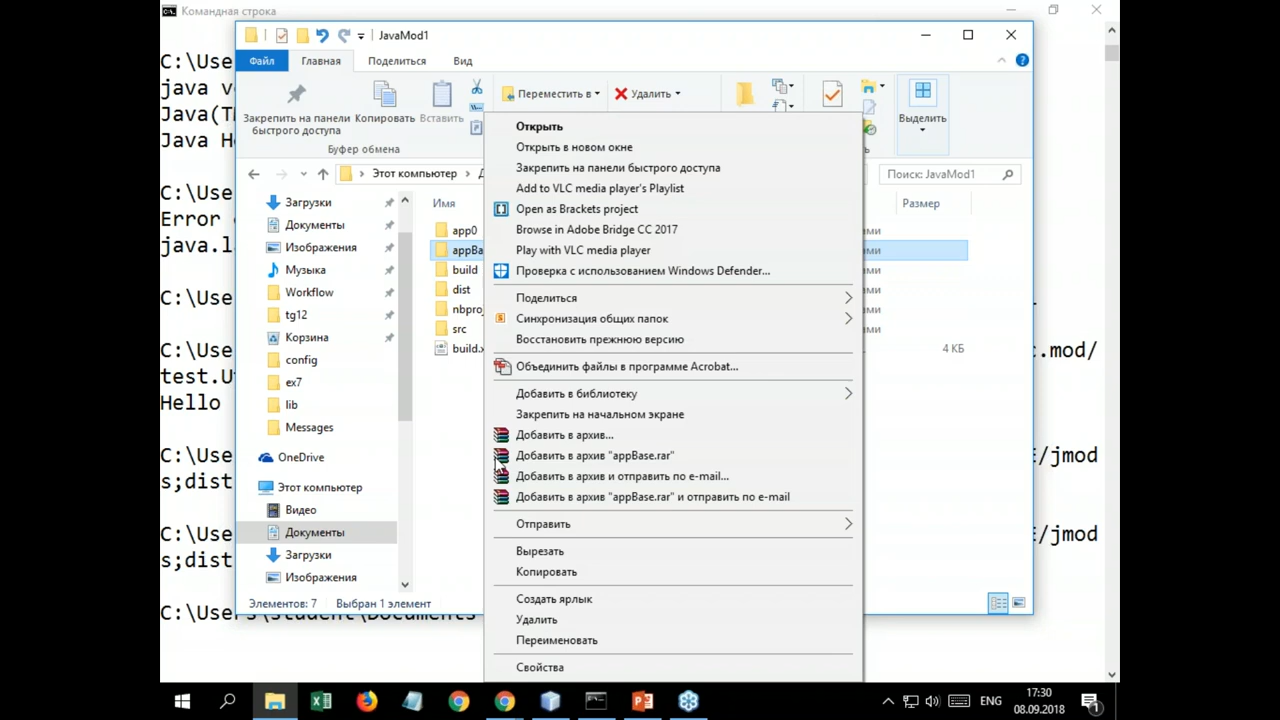 Командная строка
JavaMod1
Файл Главная Поделиться Вид
Закрепить на панели быстрого доступа
Копировать
Вставить
Переместить в
Удалить
Выделить
Буфер обмена
Этот компьютер
Поиск: JavaMod1
Загрузки
Документы
Изображения
Музыка
Workflow
tg12
Корзина
config
ex7
lib
Messages
OneDrive
Этот компьютер
Видео
Документы
Загрузки
Изображения
Имя
Размер
app0
appBa
build
dist
nbproj
src
build.x
4 КБ
Элементов: 7 Выбран 1 элемент
Открыть
Открыть в новом окне
Закрепить на панели быстрого доступа
Add to VLC media player's Playlist
Open as Brackets project
Browse in Adobe Bridge CC 2017
Play with VLC media player
Проверка с использованием Windows Defender...
Поделиться
Синхронизация общих папок
Восстановить прежнюю версию
Объединить файлы в программе Acrobat...
Добавить в библиотеку
Закрепить на начальном экране
Добавить в архив...
Добавить в архив "appBase.rar"
Добавить в архив и отправить по e-mail...
Добавить в архив "appBase.rar" и отправить по e-mail
Отправить
Вырезать
Копировать
Создать ярлык
Удалить
Переименовать
Свойства
C:\Use
java v
Java(T
Java H
C:\Use
Error
java.l
C:\Use
C:\Use c.mod/
test.U
Hello
C:\Use E/jmod
s;dist
C:\Use E/jmod
s;dist
C:\Users\student\Documents
ENG
17:30
08.09.2018
1